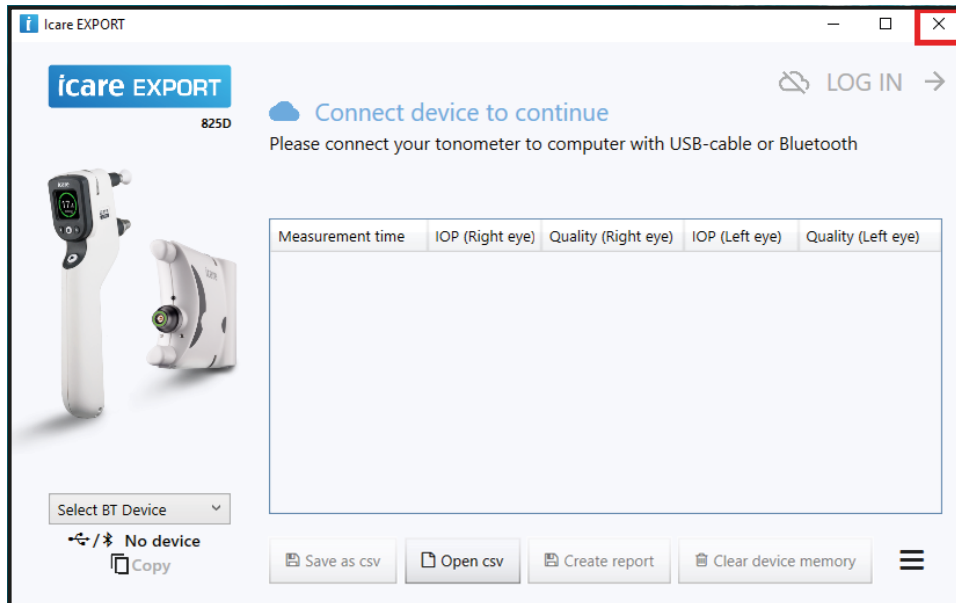 Icare EXPORT
icare EXPORT
825D
LOG IN
Connect device to continue
Please connect your tonometer to computer with USB-cable or Bluetooth
Measurement time IOP (Right eye) Quality (Right eye) IOP (Left eye) Quality (Left eye)
Select BT Device
/ No device
Copy
Save as csv Open csv Create report Clear device memory